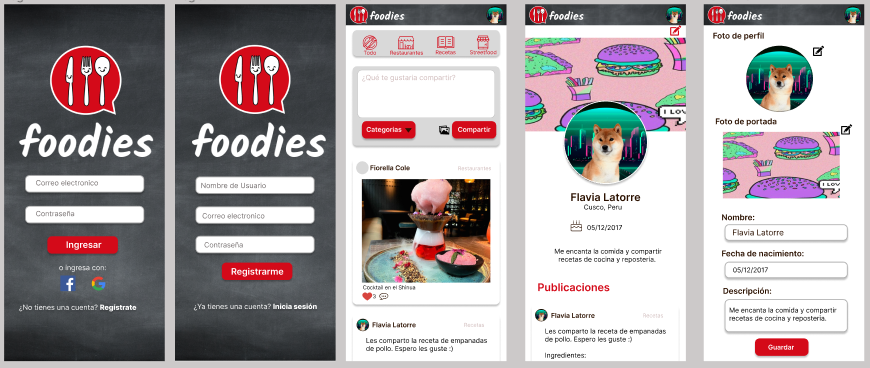 foodies
Correo electronico
Contraseña
Ingresar
o ingresa con:
¿No tienes una cuenta? Registrate
foodies
Nombre de Usuario
Correo electronico
Contraseña
Registrarme
¿Ya tienes una cuenta? Inicia sesión
foodies
Todo
Restaurantes
Recetas
Streetfood
¿Qué te gustaría compartir?
Categorías
Compartir
Fiorella Cole
Restaurantes
Cocktail en el Shinua
3
Flavia Latorre
Recetas
Les comparto la receta de empanadas
de pollo. Espero les guste :)
foodies
I LOV
Flavia Latorre
Cusco, Peru
05/12/2017
Me encanta la comida y compartir
recetas de cocina y repostería.
Publicaciones
Flavia Latorre
Recetas
Les comparto la receta de empanadas
de pollo. Espero les guste :)
Ingredientes:
foodies
Foto de perfil
Foto de portada
I LOV
Nombre:
Flavia Latorre
Fecha de nacimiento:
05/12/2017
Descripción:
Me encanta la comida y compartir
recetas de cocina y repostería.
Guardar